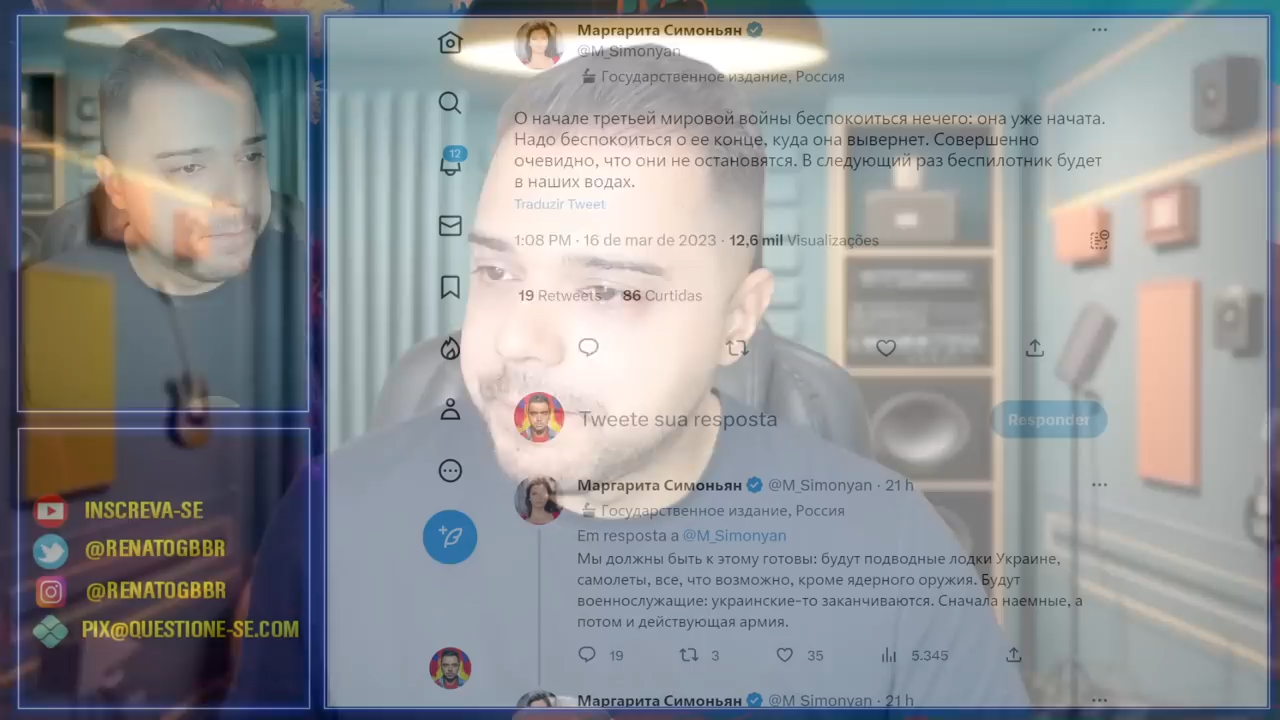 Маргарита Симоньян
@M_Simonyan
Государственное издание, Россия
О начале третьей мировой войны беспокоиться нечего: она уже начата.
Надо беспокоиться о ее конце, куда она вывернет. Совершенно
очевидно, что они не остановятся. В следующий раз беспилотник будет
в наших водах.
Traduzir Tweet
1:08 PM · 16 de mar de 2023 · 12,6 mil Visualizações
19 Retweets 86 Curtidas
12
Tweete sua resposta
Responder
Маргарита Симоньян @M_Simonyan · 21 h
Государственное издание, Россия
Em resposta a @M_Simonyan
Мы должны быть к этому готовы: будут подводные лодки Украине,
самолеты, все, что возможно, кроме ядерного оружия. Будут
военнослужащие: украинские-то заканчиваются. Сначала наемные, а
потом и действующая армия.
19 3 35 5.345
Маргарита Симоньян @M_Simonyan · 21 h
INSCREVA-SE
@RENATOGBBR
@RENATOGBBR
PIX@QUESTIONE-SE.COM